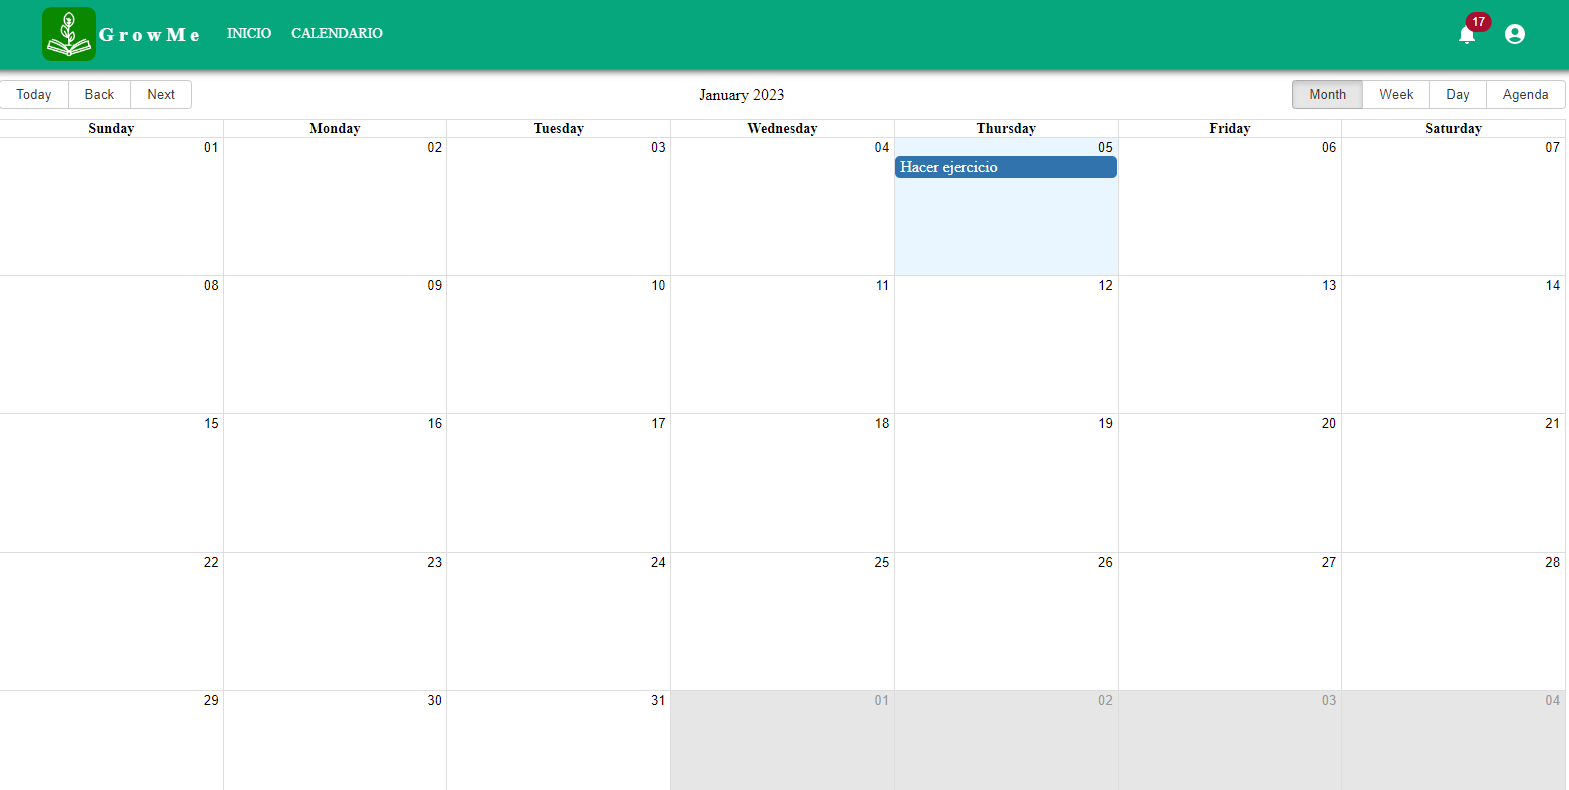 GrowMe INICIO CALENDARIO 17
Today Back Next January 2023 Month Week Day Agenda
Sunday Monday Tuesday Wednesday Thursday Friday Saturday
01 02 03 04 05 06 07
Hacer ejercicio
08 09 10 11 12 13 14
15 16 17 18 19 20 21
22 23 24 25 26 27 28
29 30 31 01 02 03 04